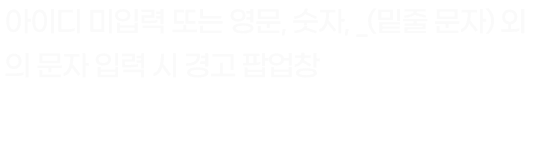 아이디 미입력 또는 영문, 숫자, _(밑줄 문자) 외
의 문자 입력 시 경고 팝업창